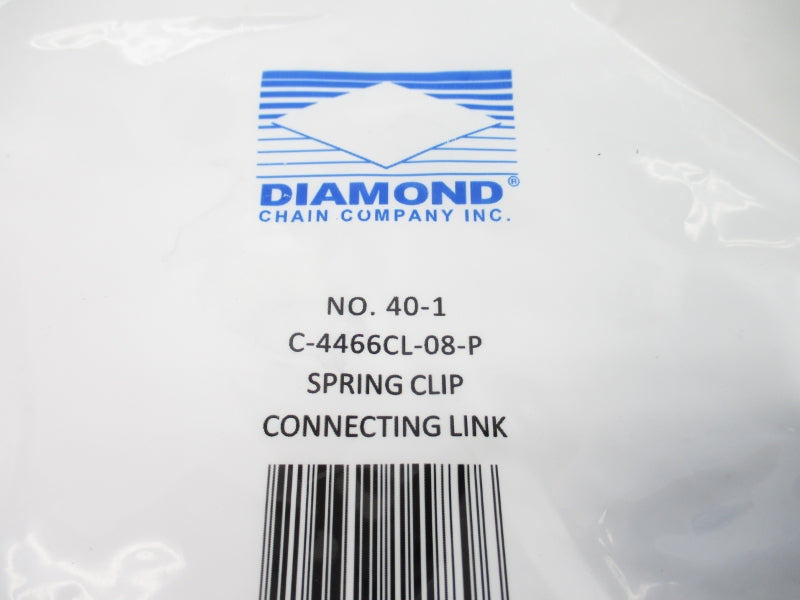 DIAMOND®
CHAIN COMPANY INC.
NO. 40-1
C-4466CL-08-P
SPRING CLIP
CONNECTING LINK